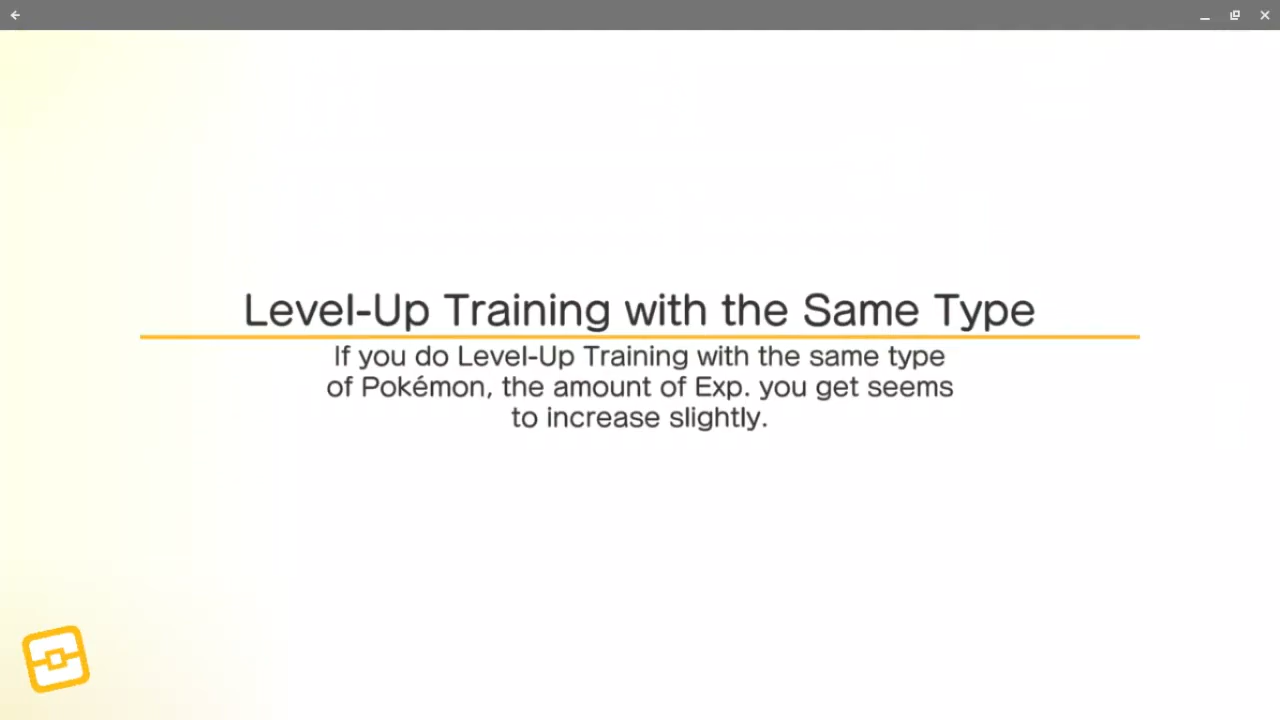 Level-Up Training with the Same Type
If you do Level-Up Training with the same type
of Pokémon, the amount of Exp. you get seems
to increase slightly.